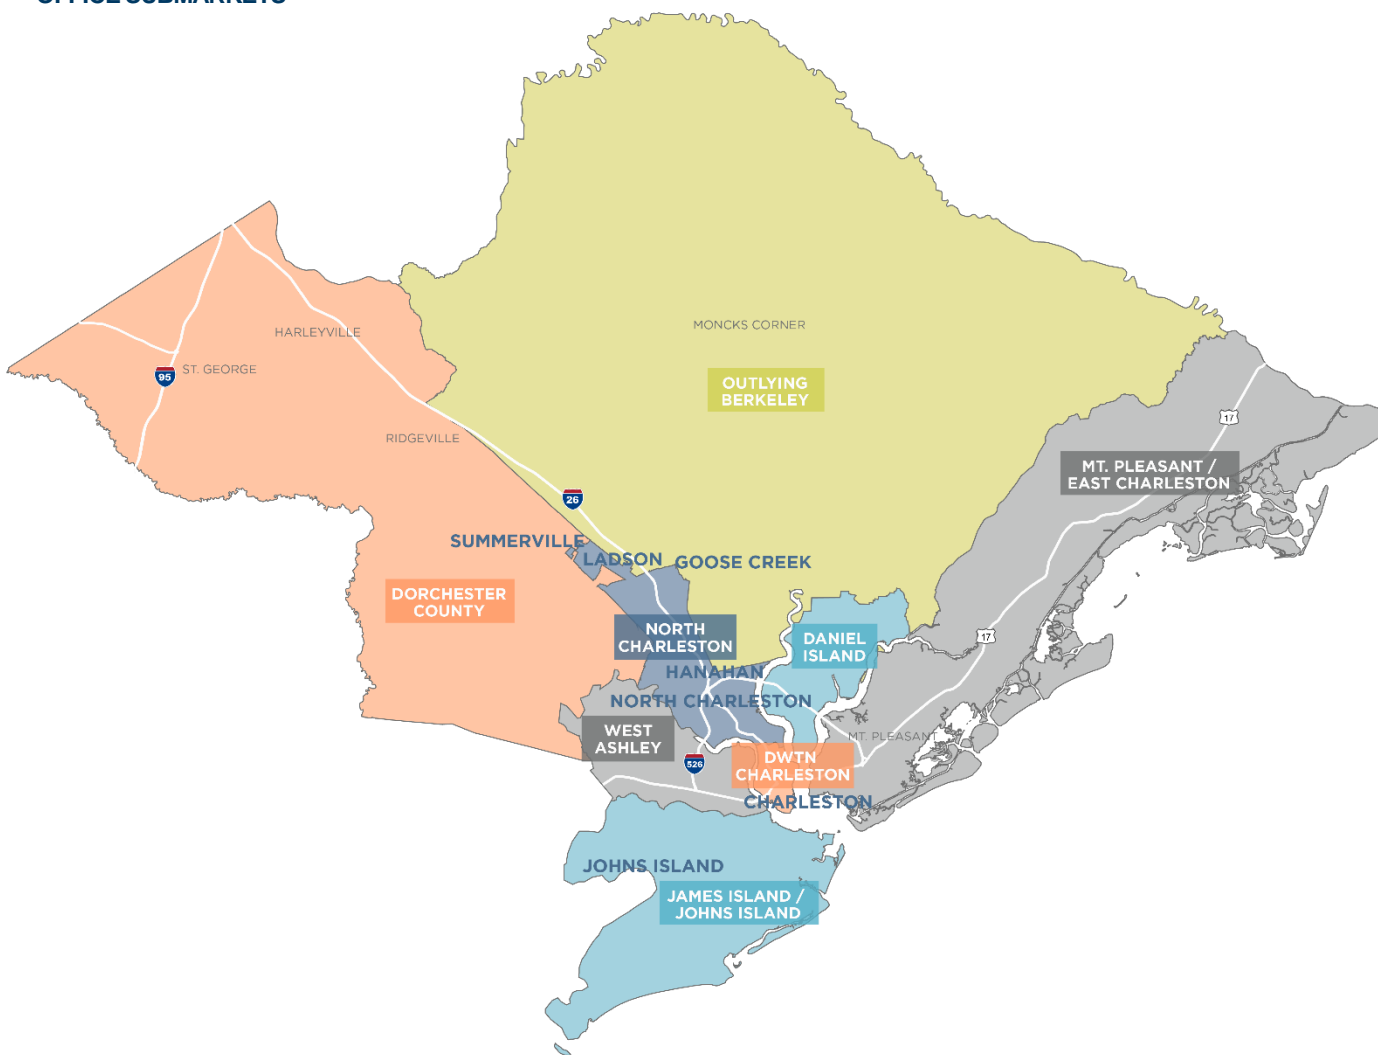 OFFICE SUBMARKETS
MONCKS CORNER
HARLEYVILLE
95
ST. GEORGE
OUTLYING
BERKELEY
17
RIDGEVILLE
MT. PLEASANT /
EAST CHARLESTON
26
SUMMERVILLE
LADSON
GOOSE CREEK
DORCHESTER
COUNTY
NORTH
CHARLESTON
DANIEL
ISLAND
17
HANAHAN
NORTH CHARLESTON
WEST
ASHLEY
MT. PLEASANT
526
DWTN
CHARLESTON
CHARLESTON
JOHNS ISLAND
JAMES ISLAND /
JOHNS ISLAND